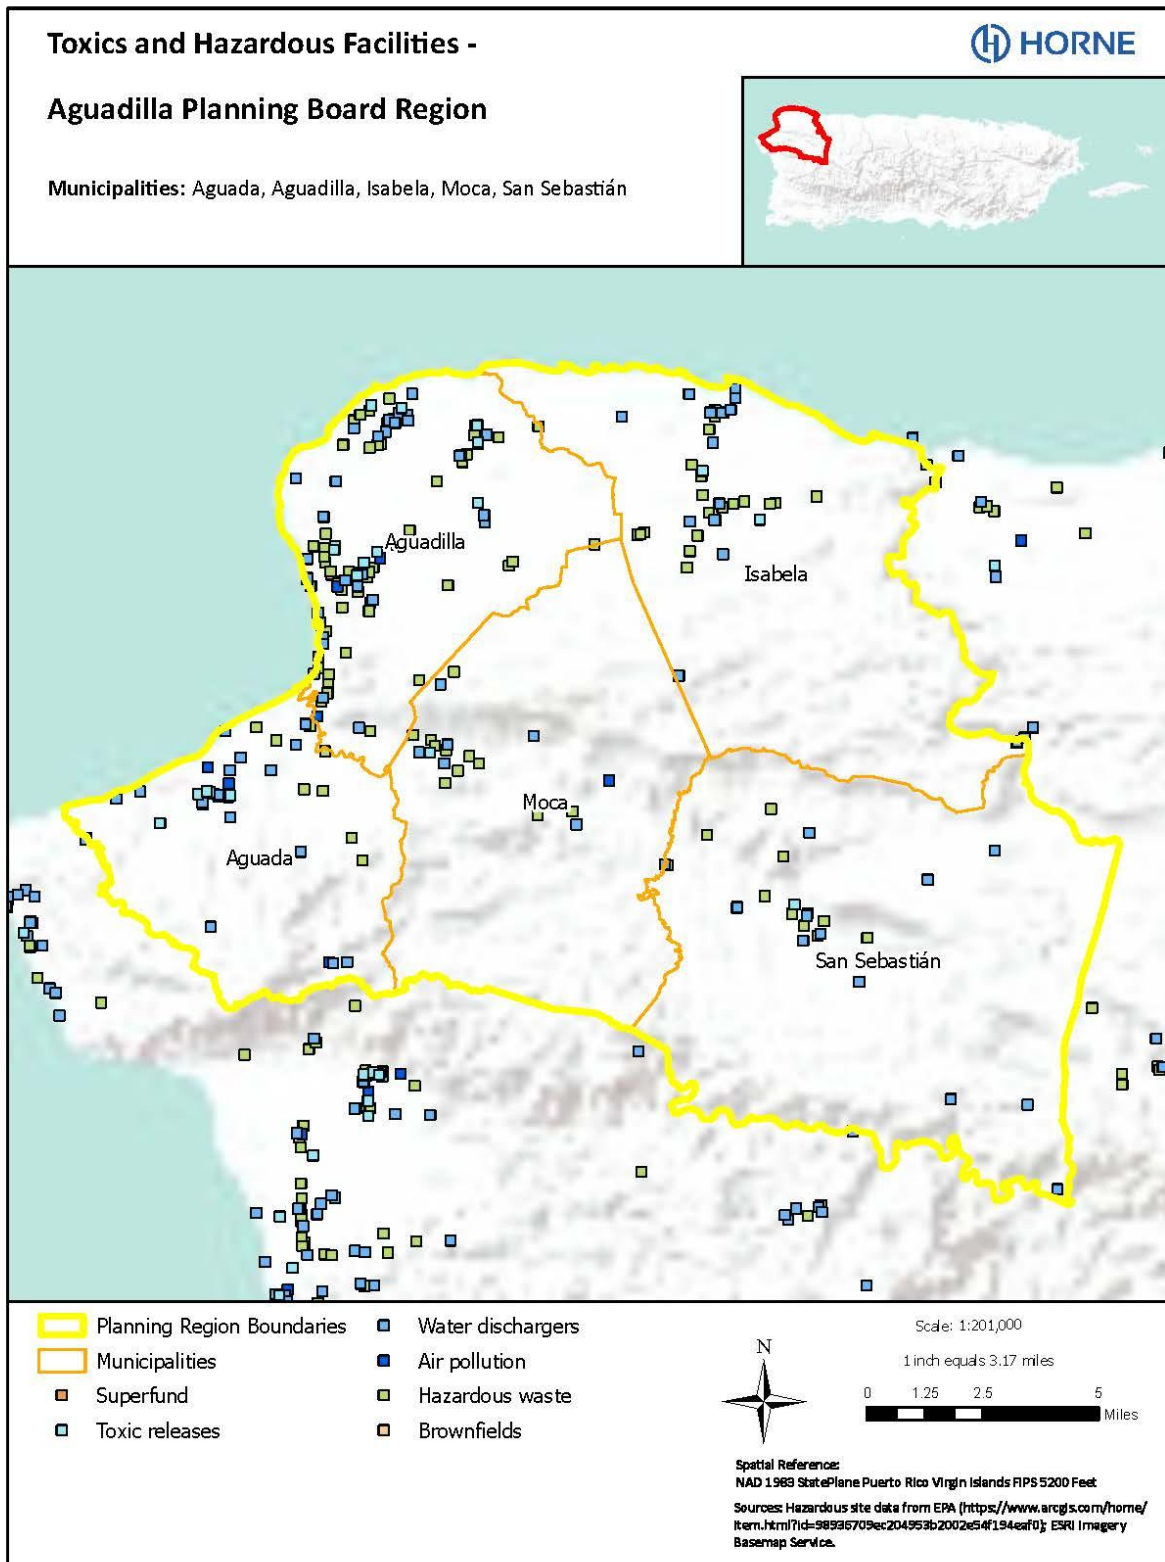 Toxics and Hazardous Facilities -
HORNE
Aguadilla Planning Board Region
Municipalities: Aguada, Aguadilla, Isabela, Moca, San Sebastián
Aguadilla
Isabela
Moca
Aguada
San Sebastián
Planning Region Boundaries
Municipalities
Superfund
Toxic releases
Water dischargers
Air pollution
Hazardous waste
Brownfields
N
Scale: 1:201,000
1 inch equals 3.17 miles
0 1.25 2.5 5
Miles
Spatial Reference:
NAD 1983 StatePlane Puerto Rico Virgin Islands FIPS 5200 Feet
Sources: Hazardous site data from EPA (https://www.arcgis.com/home/
item.html?id=98936709ec204953b2002e54f194eaf0); ESRI Imagery
Basemap Service.